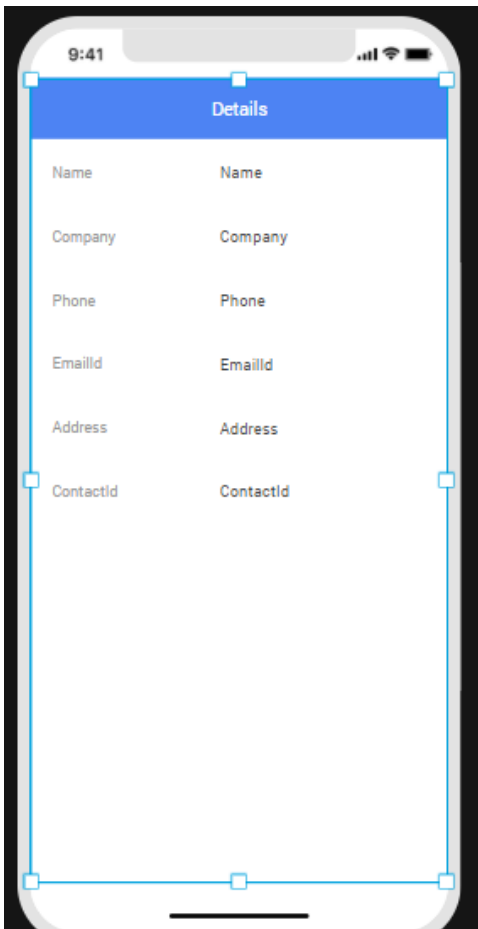 9:41
Details
Name Name
Company Company
Phone Phone
EmailId EmailId
Address Address
ContactId ContactId